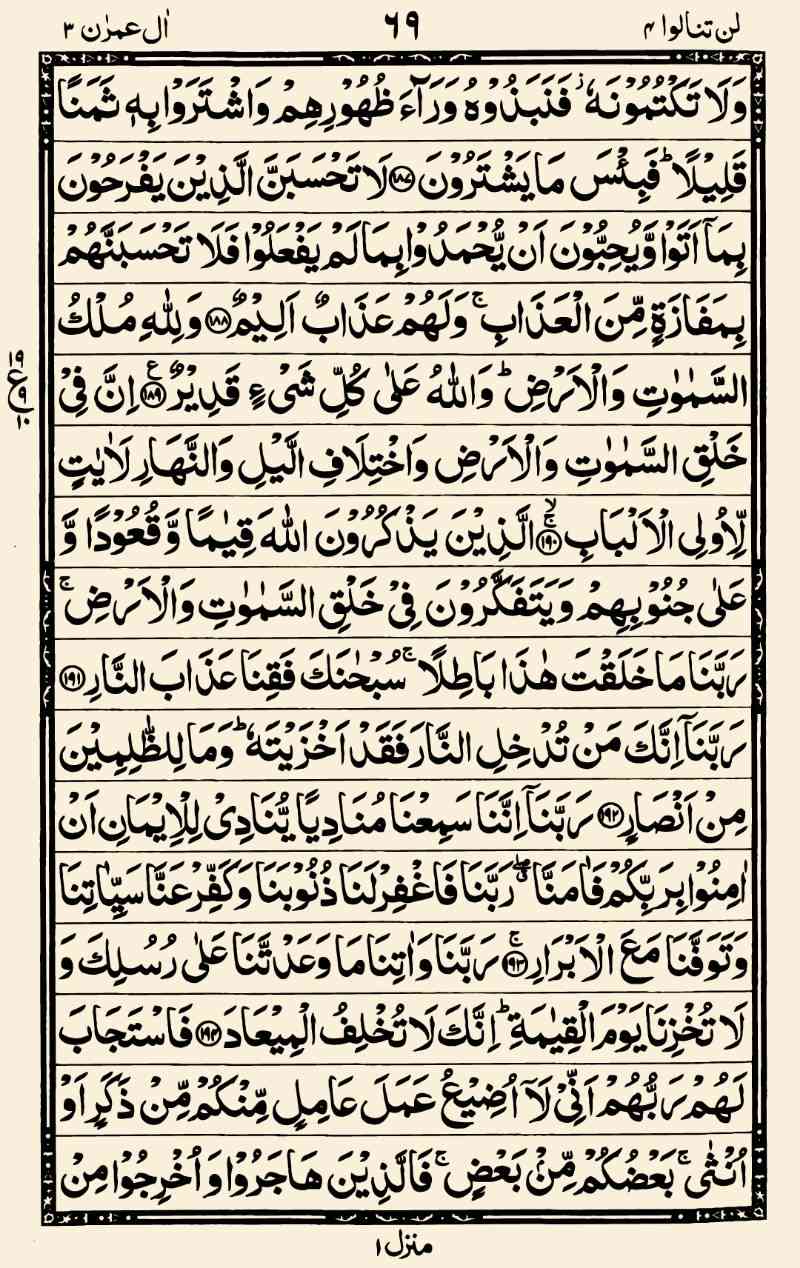 لن تنالوا ۴ ٦٩ اٰل عمرٰن ۳
وَلَا تَكْتُمُوْنَهٗ ز فَنَبَذُوْهُ وَرَآءَ ظُهُوْرِهِمْ وَاشْتَرَوْا بِهٖ ثَمَنًا
قَلِيْلًا ؕ فَبِئْسَ مَا يَشْتَرُوْنَ ۝۱۸۷ لَا تَحْسَبَنَّ الَّذِيْنَ يَفْرَحُوْنَ
بِمَآ اَتَوْا وَّيُحِبُّوْنَ اَنْ يُّحْمَدُوْا بِمَا لَمْ يَفْعَلُوْا فَلَا تَحْسَبَنَّهُمْ
بِمَفَازَةٍ مِّنَ الْعَذَابِ ۚ وَلَهُمْ عَذَابٌ اَلِيْمٌ ۝۱۸۸ وَلِلّٰهِ مُلْكُ
السَّمٰوٰتِ وَالْاَرْضِ ؕ وَاللّٰهُ عَلٰى كُلِّ شَىْءٍ قَدِيْرٌ ۝۱۸۹ ع اِنَّ فِىْ
۱۹ ع ۹ ۱۰
خَلْقِ السَّمٰوٰتِ وَالْاَرْضِ وَاخْتِلَافِ الَّيْلِ وَالنَّهَارِ لَاٰيٰتٍ
لِّاُولِى الْاَلْبَابِ ۝۱۹۰ ۚۙ الَّذِيْنَ يَذْكُرُوْنَ اللّٰهَ قِيٰمًا وَّقُعُوْدًا وَّ
عَلٰى جُنُوْبِهِمْ وَيَتَفَكَّرُوْنَ فِىْ خَلْقِ السَّمٰوٰتِ وَالْاَرْضِ ۚ
رَبَّنَا مَا خَلَقْتَ هٰذَا بَاطِلًا ۚ سُبْحٰنَكَ فَقِنَا عَذَابَ النَّارِ ۝۱۹۱
رَبَّنَآ اِنَّكَ مَنْ تُدْخِلِ النَّارَ فَقَدْ اَخْزَيْتَهٗ ؕ وَمَا لِلظّٰلِمِيْنَ
مِنْ اَنْصَارٍ ۝۱۹۲ رَبَّنَآ اِنَّنَا سَمِعْنَا مُنَادِيًا يُّنَادِىْ لِلْاِيْمَانِ اَنْ
اٰمِنُوْا بِرَبِّكُمْ فَاٰمَنَّا ۖۗ رَبَّنَا فَاغْفِرْ لَنَا ذُنُوْبَنَا وَكَفِّرْ عَنَّا سَيِّاٰتِنَا
وَتَوَفَّنَا مَعَ الْاَبْرَارِ ۝۱۹۳ ۚ رَبَّنَا وَاٰتِنَا مَا وَعَدْتَّنَا عَلٰى رُسُلِكَ وَ
لَا تُخْزِنَا يَوْمَ الْقِيٰمَةِ ؕ اِنَّكَ لَا تُخْلِفُ الْمِيْعَادَ ۝۱۹۴ فَاسْتَجَابَ
لَهُمْ رَبُّهُمْ اَنِّىْ لَآ اُضِيْعُ عَمَلَ عَامِلٍ مِّنْكُمْ مِّنْ ذَكَرٍ اَوْ
اُنْثٰى ۚ بَعْضُكُمْ مِّنْۢ بَعْضٍ ۚ فَالَّذِيْنَ هَاجَرُوْا وَاُخْرِجُوْا مِنْ
منزل ۱